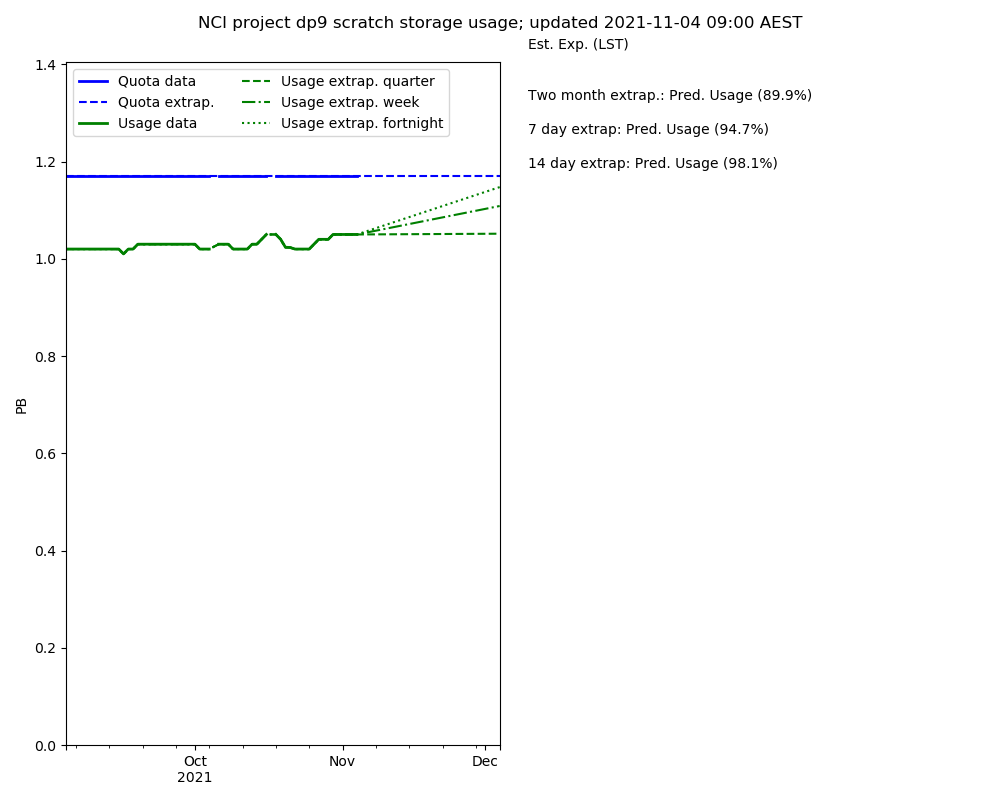 NCI project dp9 scratch storage usage; updated 2021-11-04 09:00 AEST
Est. Exp. (LST)
Two month extrap.: Pred. Usage (89.9%)
7 day extrap: Pred. Usage (94.7%)
14 day extrap: Pred. Usage (98.1%)
Quota data
Quota extrap.
Usage data
Usage extrap. quarter
Usage extrap. week
Usage extrap. fortnight
1.4
1.2
1.0
0.8
0.6
0.4
0.2
0.0
PB
Oct
2021
Nov
Dec